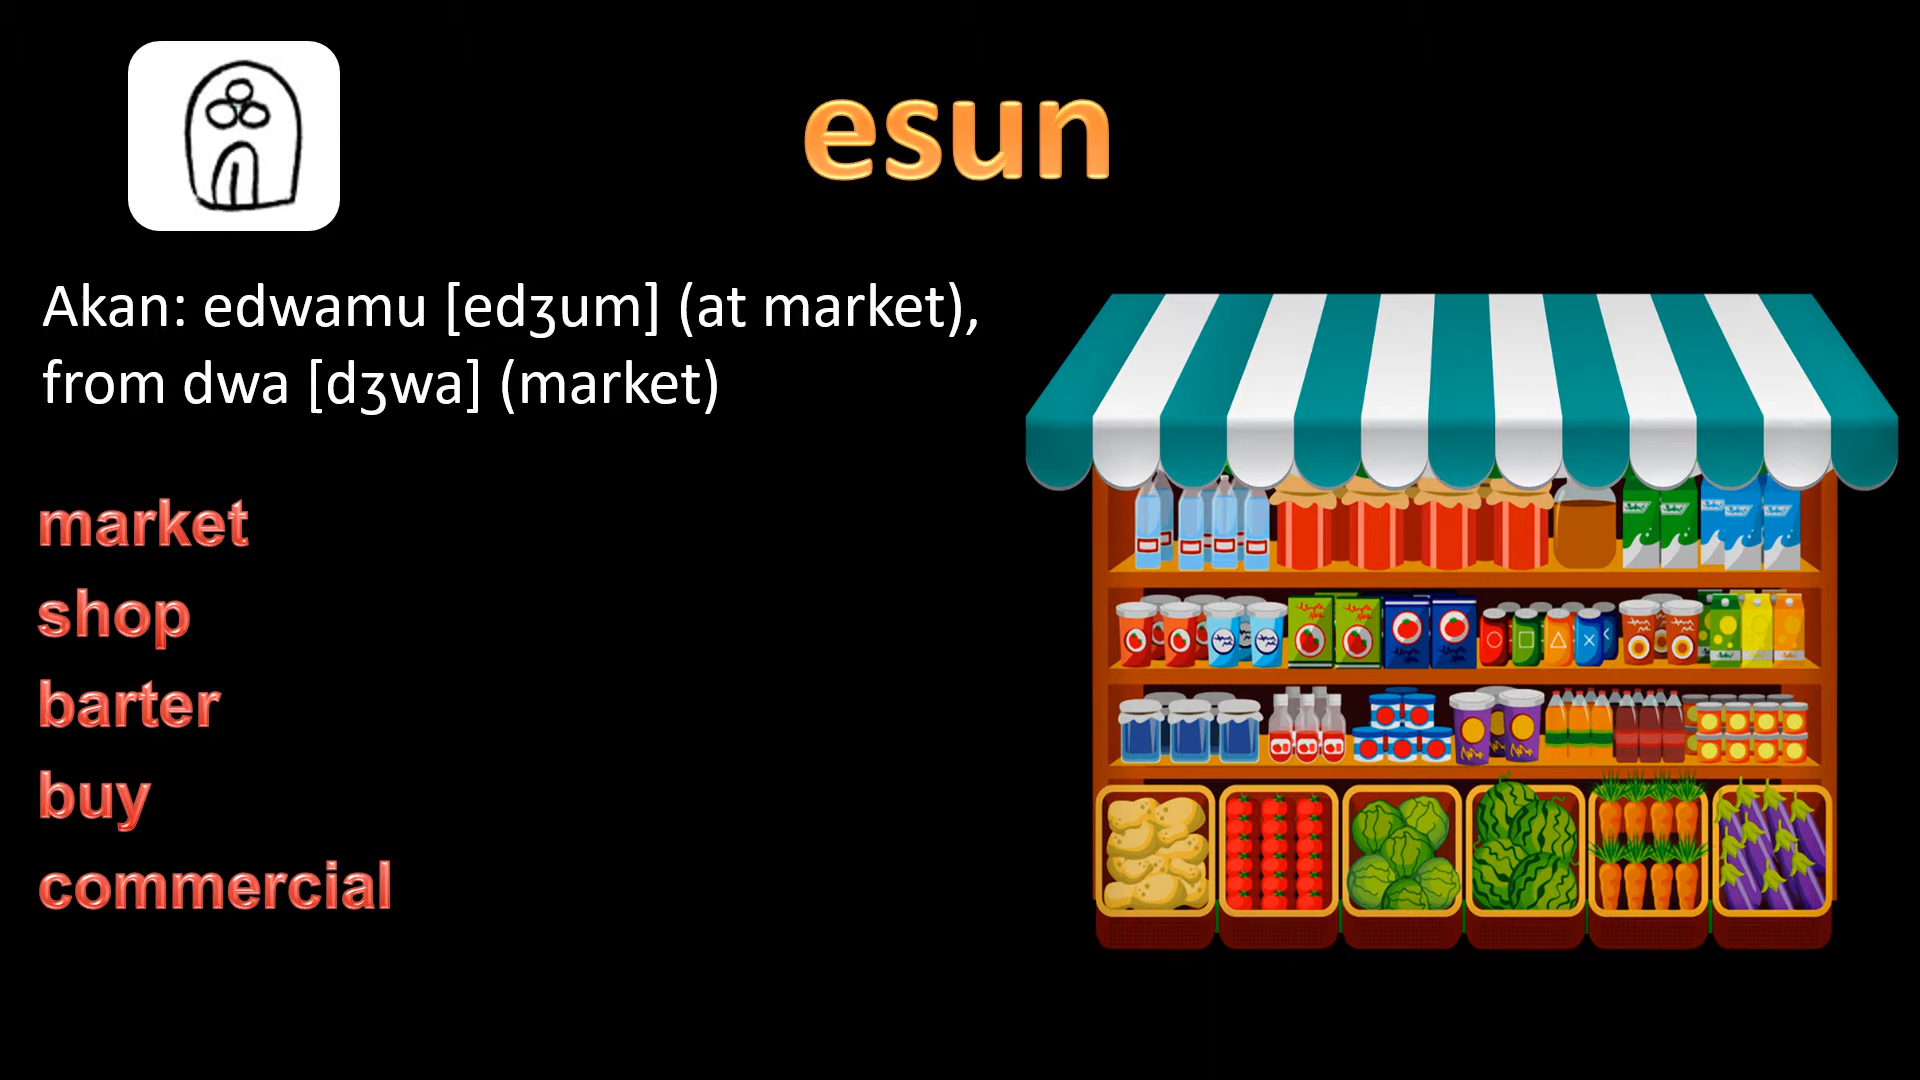 esun
Akan: edwamu [edʒum] (at market),
from dwa [dʒwa] (market)
market
shop
barter
buy
commercial